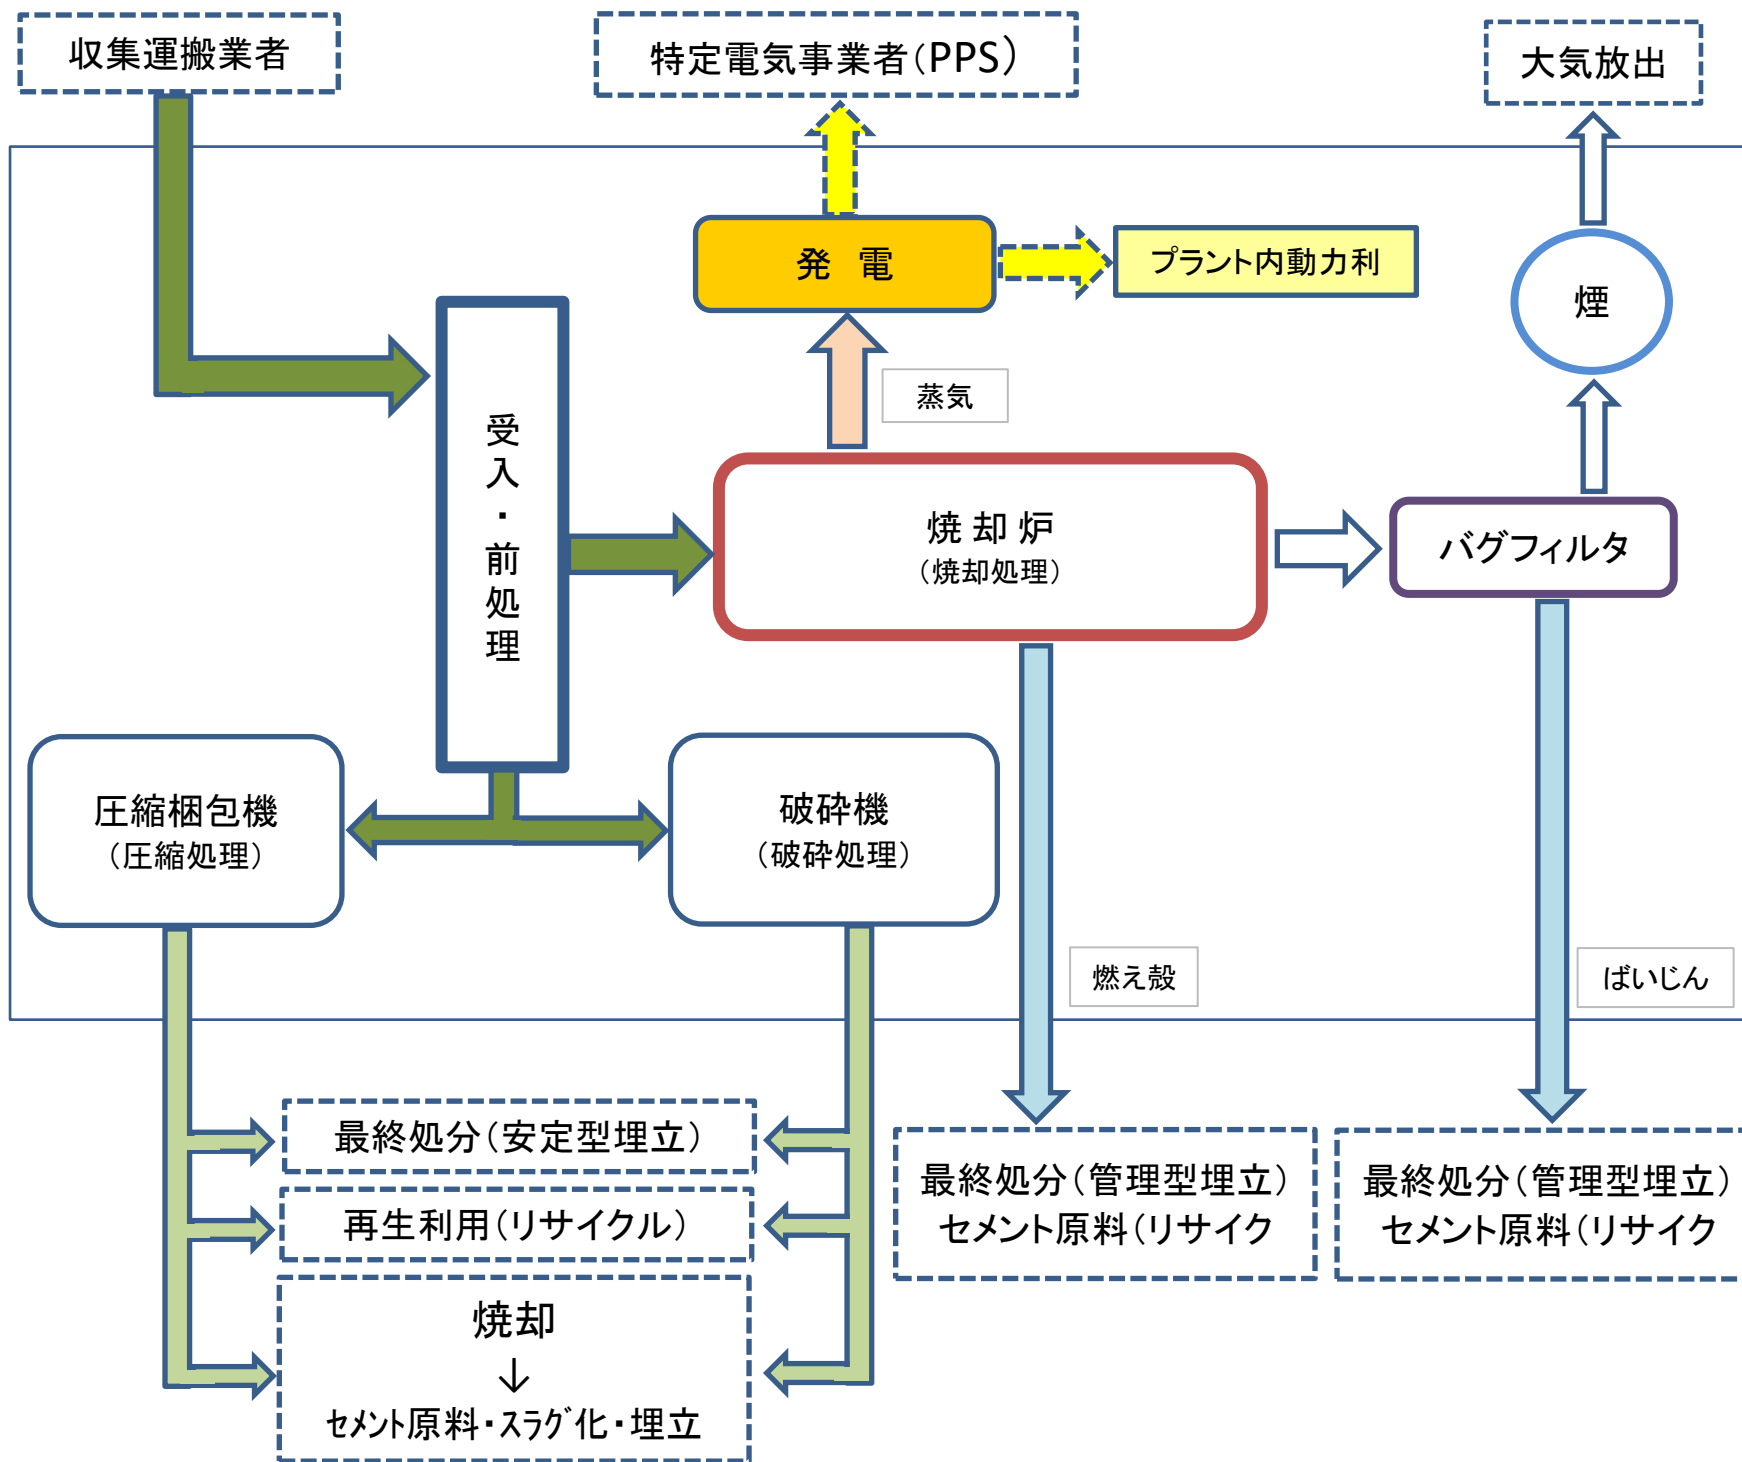 収集運搬業者
特定電気事業者(PPS)
大気放出
発 電
プラント内動力利
煙
蒸気
受入・前処理
焼 却 炉
(焼却処理)
バグフィルタ
圧縮梱包機
(圧縮処理)
破砕機
(破砕処理)
燃え殻
ばいじん
最終処分(安定型埋立)
再生利用(リサイクル)
焼却
↓
セメント原料・スラグ化・埋立
最終処分(管理型埋立)
セメント原料(リサイク
最終処分(管理型埋立)
セメント原料(リサイク